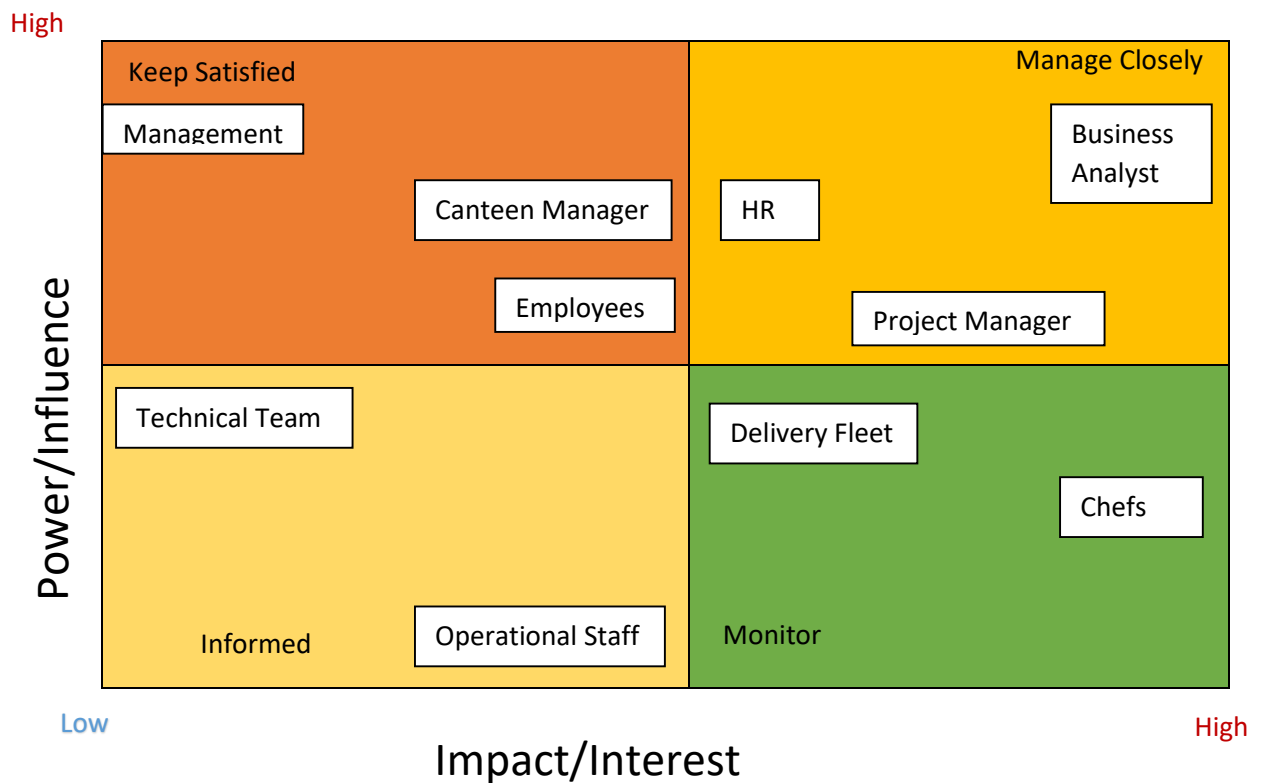 High
Keep Satisfied
Manage Closely
Management
Business
Analyst
Canteen Manager
HR
Employees
Project Manager
Power/Influence
Technical Team
Delivery Fleet
Chefs
Informed
Operational Staff
Monitor
Low
High
Impact/Interest